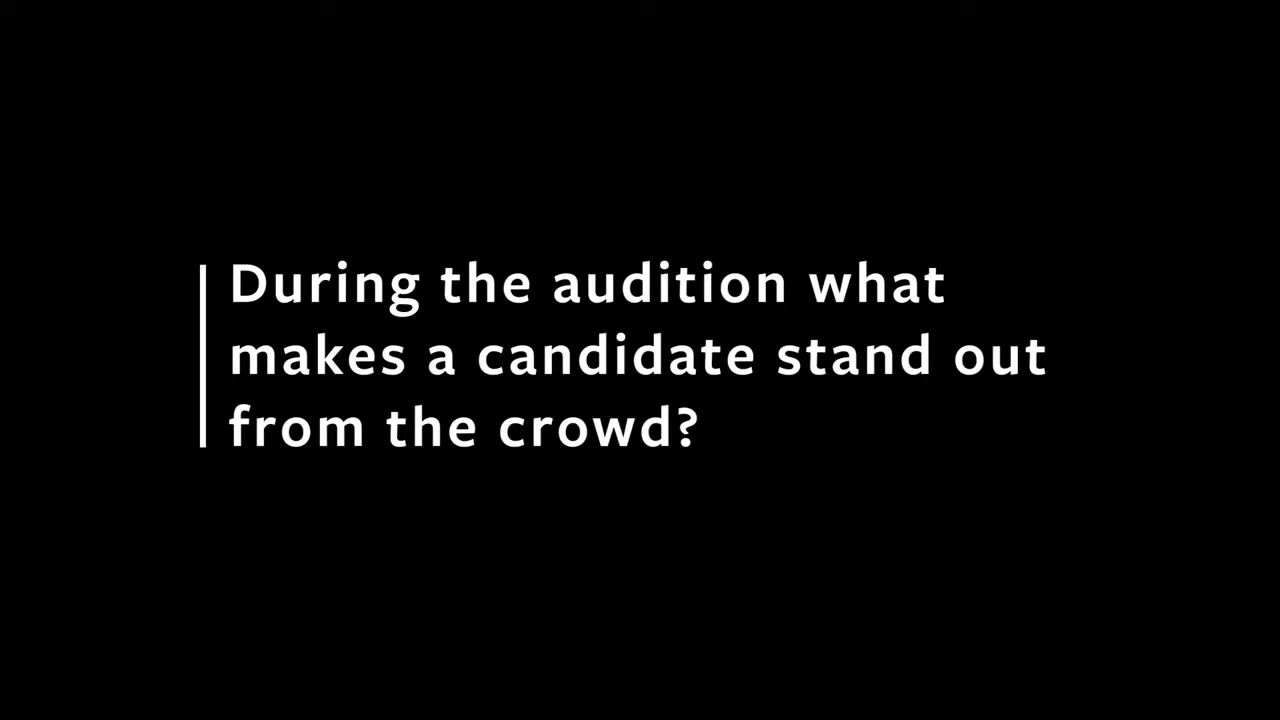 During the audition what
makes a candidate stand out
from the crowd?